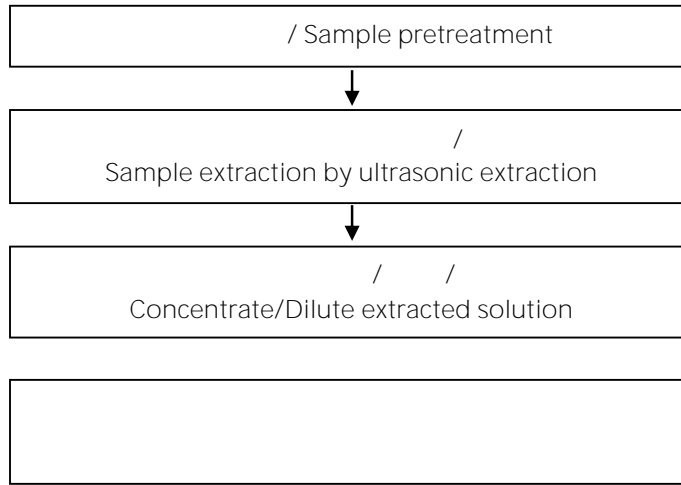 / Sample pretreatment
/
Sample extraction by ultrasonic extraction
/ / /
Concentrate/Dilute extracted solution